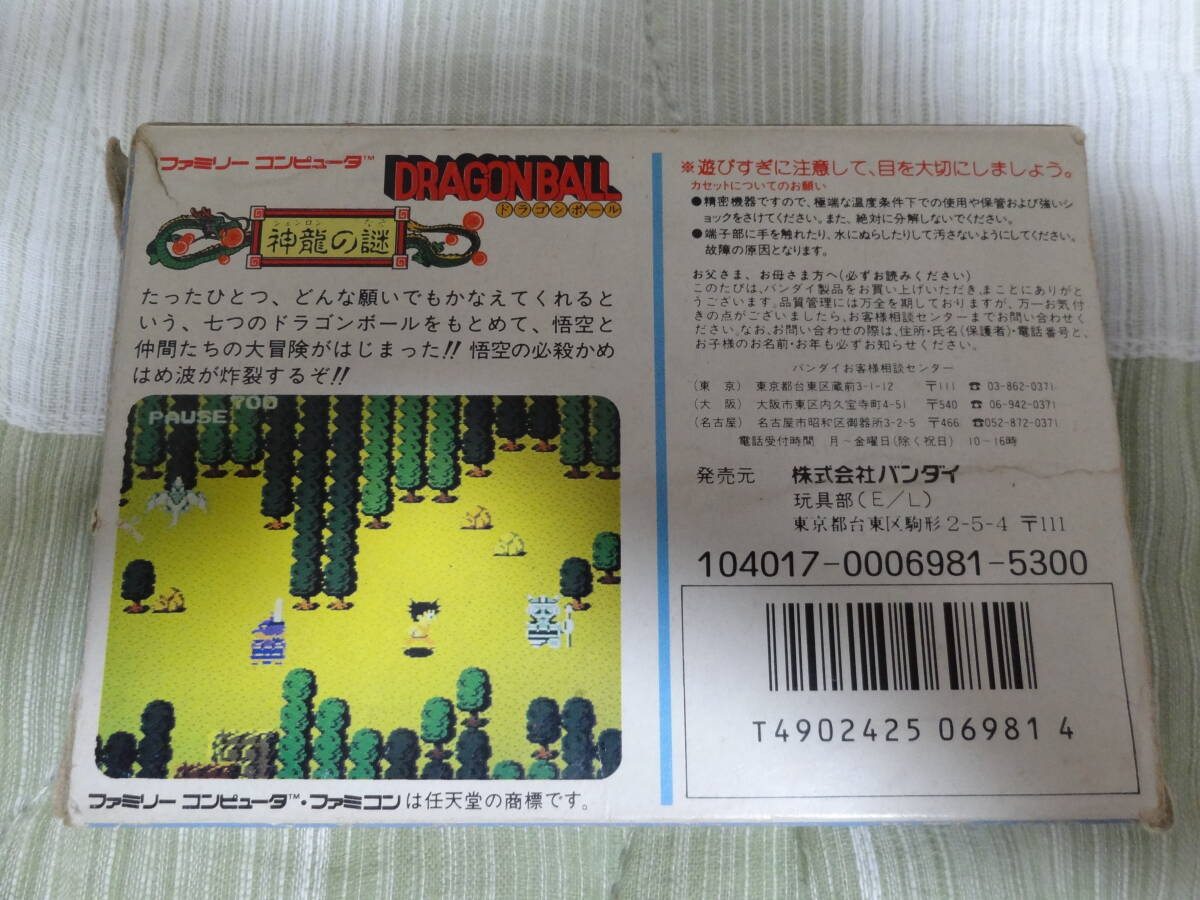 ファミリー コンピュータ™
DRAGON BALL
ドラゴンボール
シェンロン なぞ
神龍の謎
たったひとつ、どんな願いでもかなえてくれると
いう、七つのドラゴンボールをもとめて、悟空と
仲間たちの大冒険がはじまった!! 悟空の必殺かめ
はめ波が炸裂するぞ!!
PAUSE
ファミリー コンピュータ™・ファミコンは任天堂の商標です。
※遊びすぎに注意して、目を大切にしましょう。
カセットについてのお願い
●精密機器ですので、極端な温度条件下での使用や保管および強いシ
ョックをさけてください。また、絶対に分解しないでください。
●端子部に手を触れたり、水にぬらしたりして汚さないようにしてください。
故障の原因となります。
お父さま、お母さま方へ(必ずお読みください)
このたびは、バンダイ製品をお買い上げいただき、まことにありがと
うございます。品質管理には万全を期しておりますが、万一お気付
きの点がございましたら、お客様相談センターまでお問い合わせく
ださい。なお、お問い合わせの際は、住所・氏名(保護者)・電話番号と、
お子様のお名前・お年も必ずお知らせください。
バンダイお客様相談センター
(東 京) 東京都台東区蔵前3-1-12 〒111 ☎ 03-862-0371
(大 阪) 大阪市東区内久宝寺町4-51 〒540 ☎ 06-942-0371
(名古屋) 名古屋市昭和区御器所3-2-5 〒466 ☎052-872-0371
電話受付時間 月~金曜日(除く祝日) 10-16時
発売元 株式会社バンダイ
玩具部(E/L)
東京都台東区駒形2-5-4 〒111
104017-0006981-5300
T4902425 06981 4